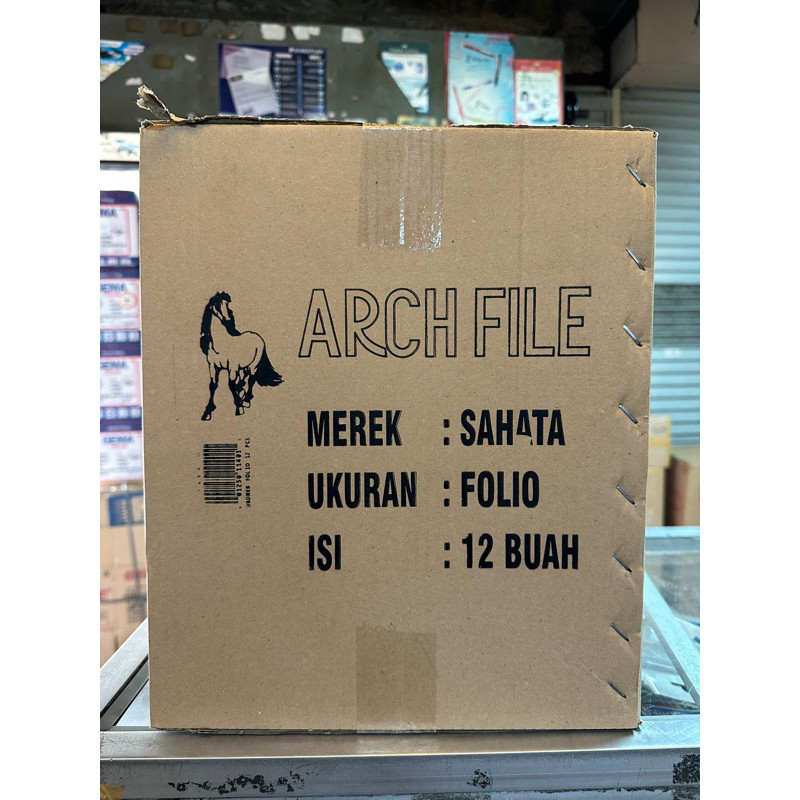 ARCH FILE
MEREK : SAHATA
UKURAN : FOLIO
ISI : 12 BUAH